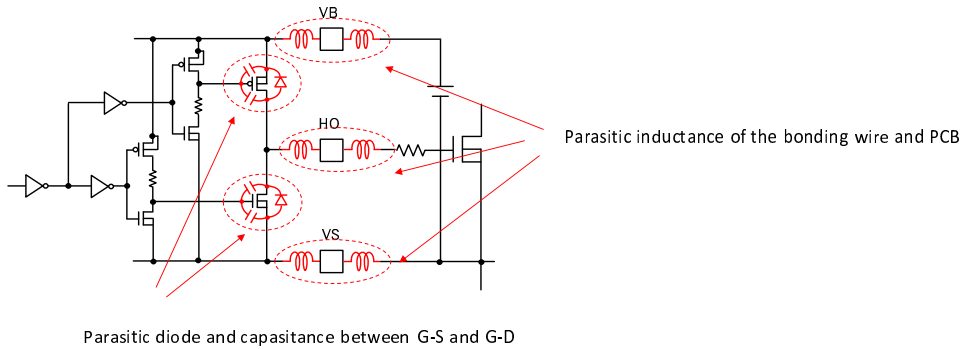 VB
Parasitic inductance of the bonding wire and PCB
HO
VS
Parasitic diode and capasitance between G-S and G-D